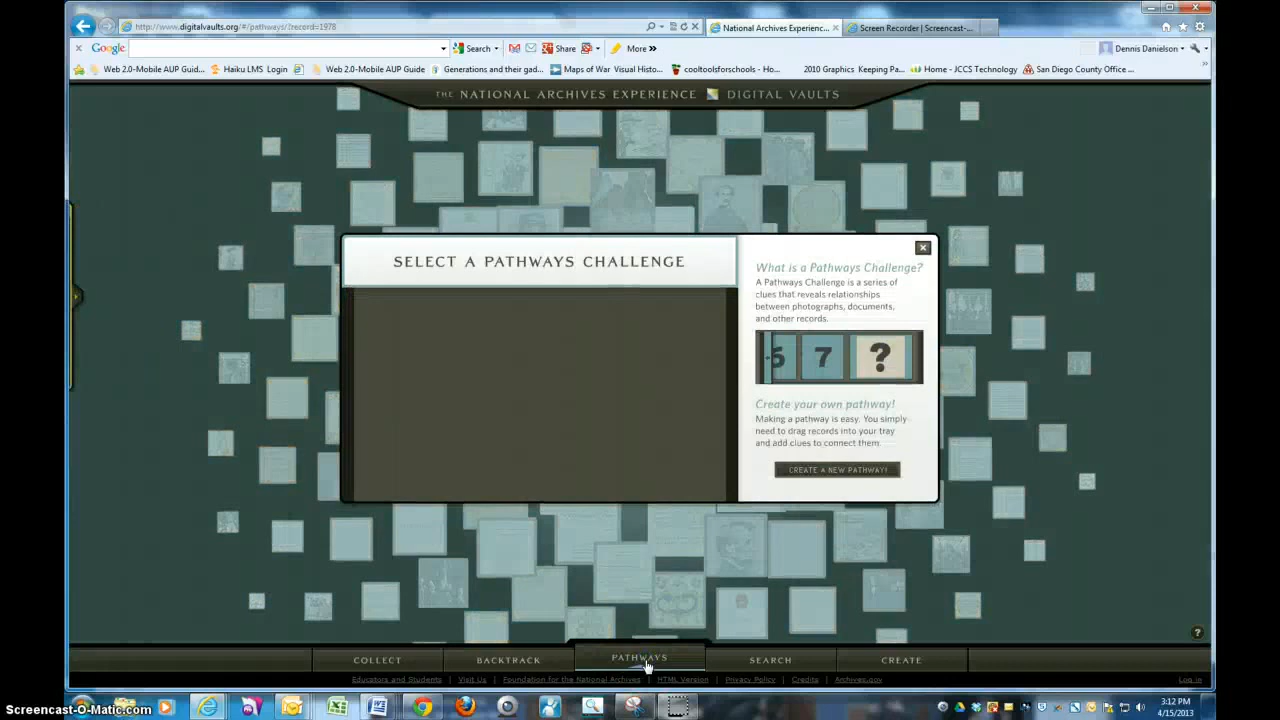 http://www.digitalvaults.org/#/pathways/?record=1978
National Archives Experienc...
Screen Recorder | Screencast-...
Google
Search
Share
More »
Dennis Danielson
Web 2.0-Mobile AUP Guid...
Haiku LMS Login
Web 2.0-Mobile AUP Guide
Generations and their gad...
Maps of War Visual Histo...
cooltoolsforschools - Ho...
2010 Graphics Keeping Pa...
Home - JCCS Technology
San Diego County Office ...
THE NATIONAL ARCHIVES EXPERIENCE DIGITAL VAULTS
SELECT A PATHWAYS CHALLENGE
What is a Pathways Challenge?
A Pathways Challenge is a series of
clues that reveals relationships
between photographs, documents,
and other records.
6 7 ?
Create your own pathway!
Making a pathway is easy. You simply
need to drag records into your tray
and add clues to connect them.
CREATE A NEW PATHWAY!
?
COLLECT
BACKTRACK
PATHWAYS
SEARCH
CREATE
Educators and Students | Visit Us | Foundation for the National Archives | HTML Version | Privacy Policy | Credits | Archives.gov
Log in
3:12 PM
4/15/2013
Screencast-O-Matic.com